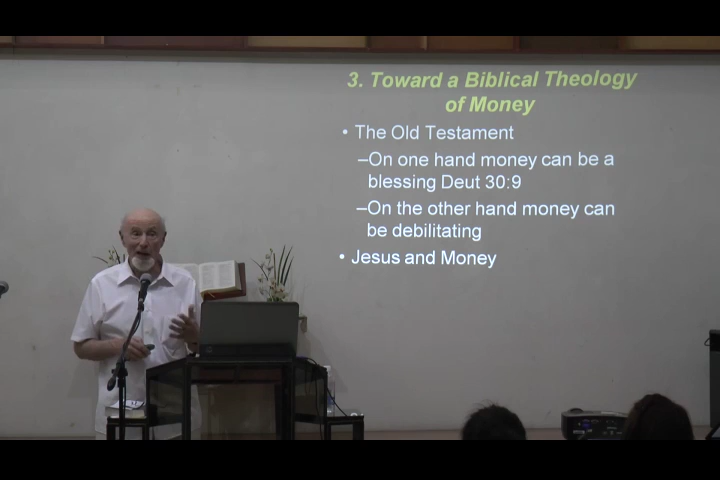 3. Toward a Biblical Theology
of Money
• The Old Testament
–On one hand money can be a
blessing Deut 30:9
–On the other hand money can
be debilitating
• Jesus and Money